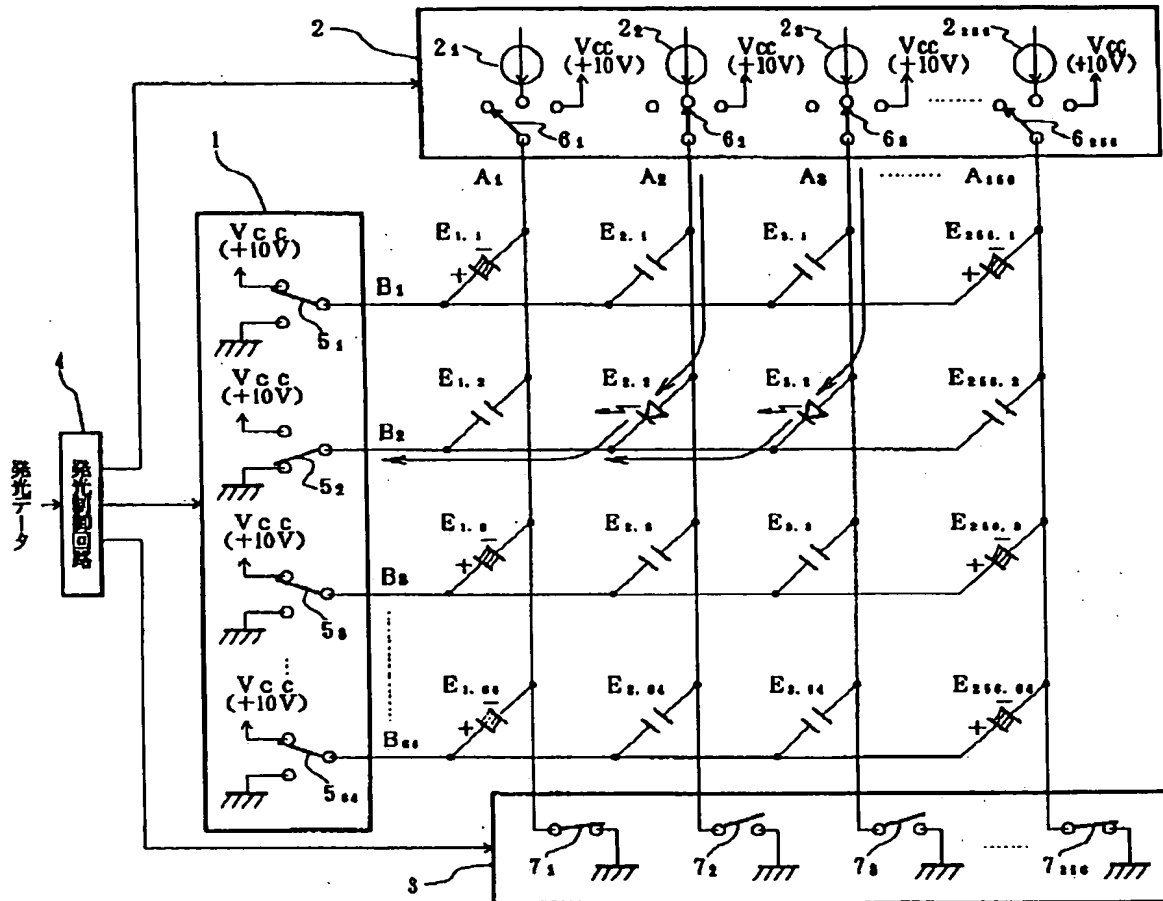 2
2₁
Vcc
(+10V)
2₂
Vcc
(+10V)
2₃
Vcc
(+10V)
2₂₅₆
Vcc
(+10V)
6₁
6₂
6₃
6₂₅₆
1
A₁
A₂
A₃
A₂₅₆
Vcc
(+10V)
B₁
5₁
E₁.₁
E₂.₁
E₃.₁
E₂₅₆.₁
4
発光データ
発光制御回路
Vcc
(+10V)
B₂
5₂
E₁.₂
E₂.₂
E₃.₂
E₂₅₆.₂
Vcc
(+10V)
B₃
5₃
E₁.₃
E₂.₃
E₃.₃
E₂₅₆.₃
Vcc
(+10V)
B₆₄
5₆₄
E₁.₆₄
E₂.₆₄
E₃.₆₄
E₂₅₆.₆₄
3
7₁
7₂
7₃
7₂₅₆